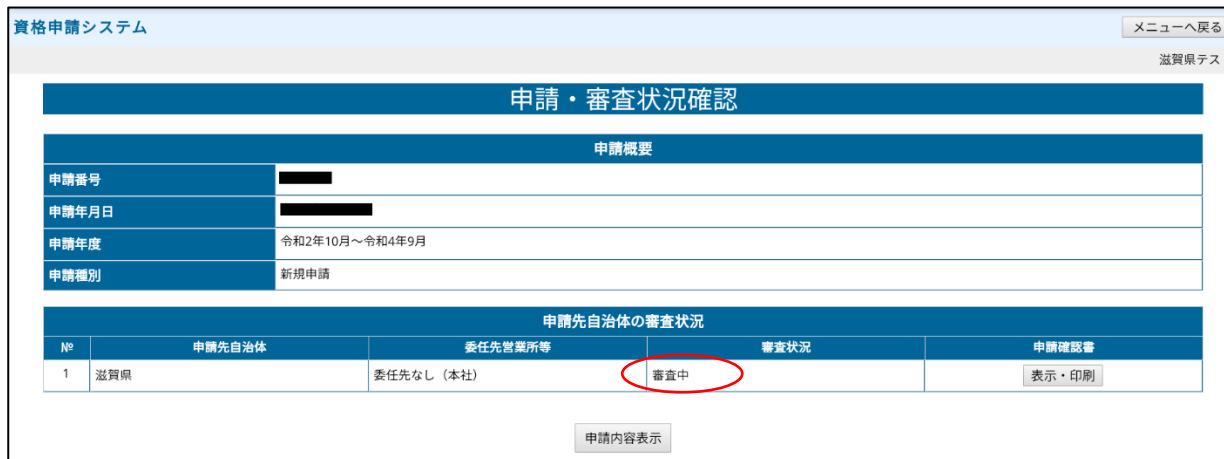 資格申請システム メニューへ戻る
滋賀県テス
申請・審査状況確認
申請概要
申請番号
申請年月日
申請年度 令和2年10月～令和4年9月
申請種別 新規申請
申請先自治体の審査状況
№ 申請先自治体 委任先営業所等 審査状況 申請確認書
1 滋賀県 委任先なし（本社） 審査中 表示・印刷
申請内容表示